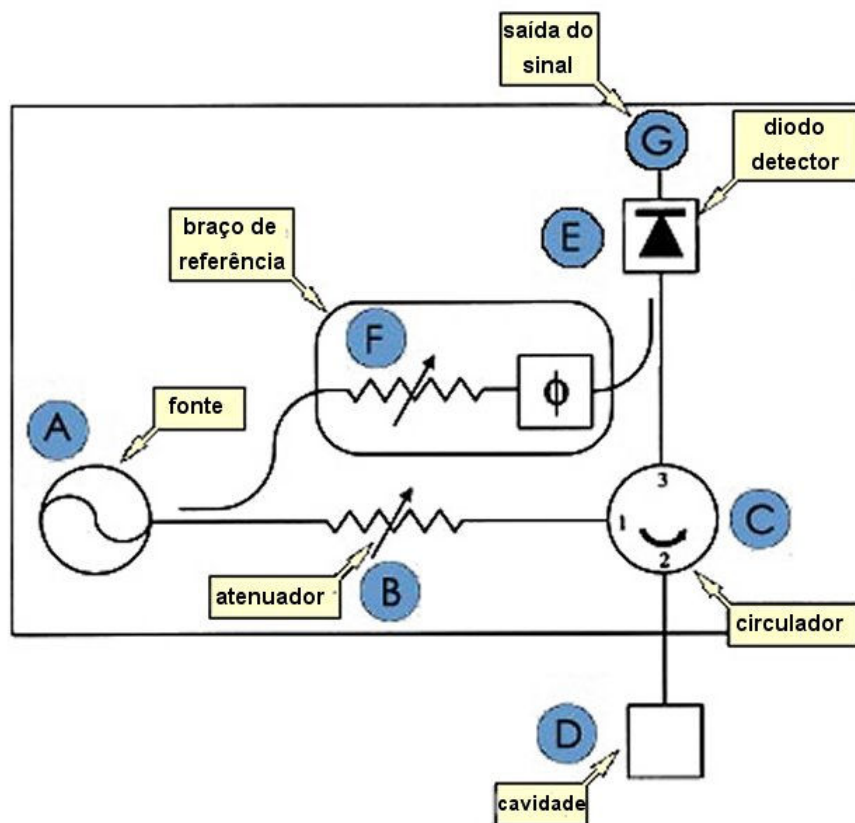 saída do
sinal
G
diodo
detector
E
braço de
referência
F
ϕ
A
fonte
3
1
2
C
atenuador
B
circulador
D
cavidade